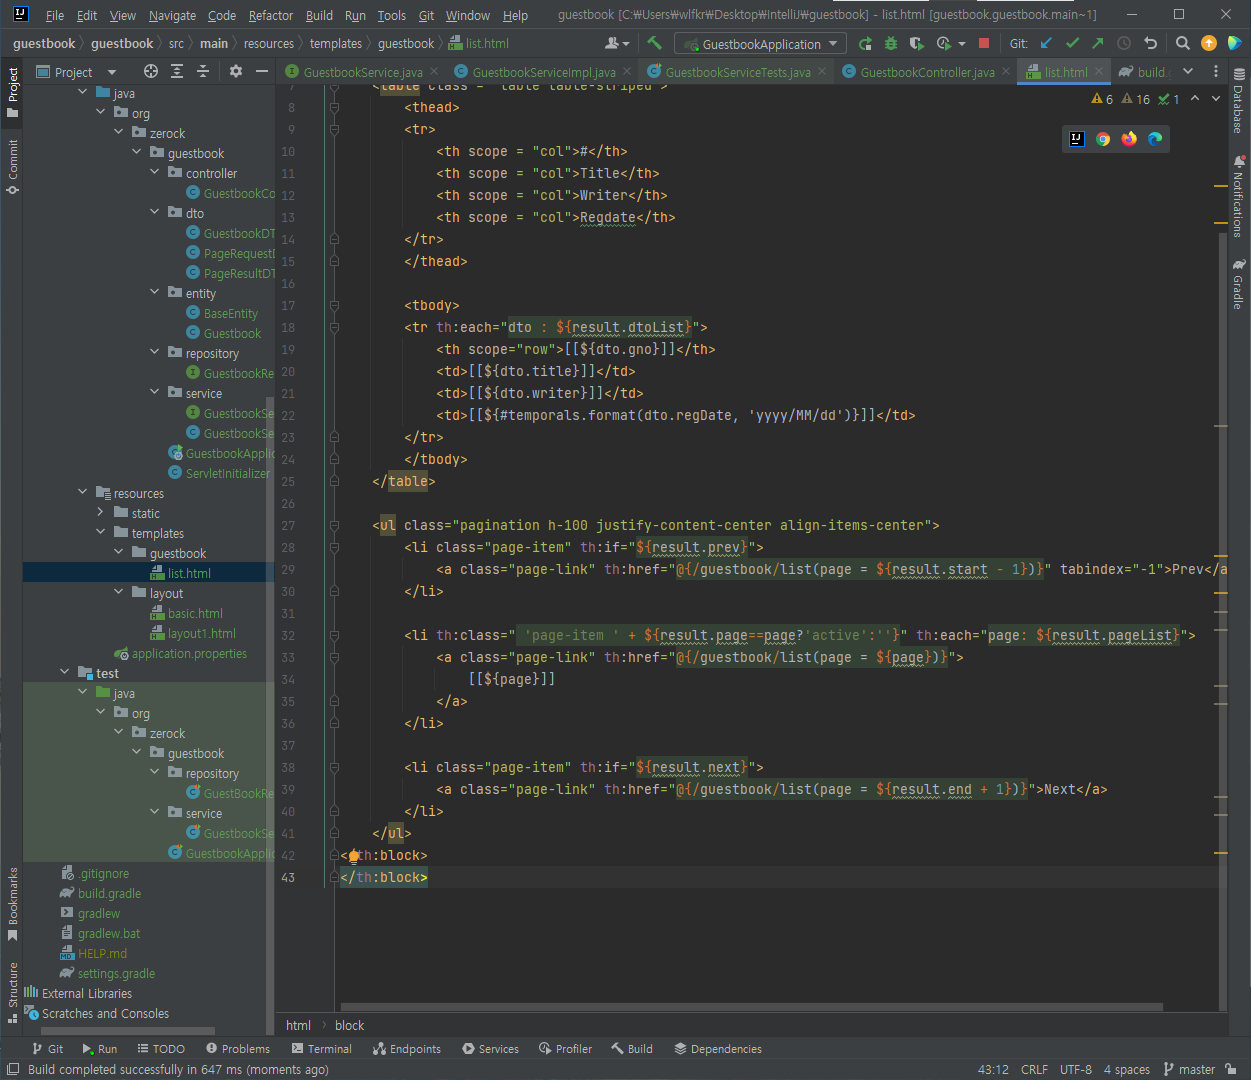 File Edit View Navigate Code Refactor Build Run Tools Git Window Help guestbook [C:₩Users₩wlfkr₩Desktop₩IntelliJ₩guestbook] - list.html [guestbook.guestbook.main~1]
guestbook guestbook src main resources templates guestbook list.html GuestbookApplication Git:
Project GuestbookService.java GuestbookServiceImpl.java GuestbookServiceTests.java GuestbookController.java list.html build.
Project
Commit
Bookmarks
Structure
java
org
zerock
guestbook
controller
GuestbookCo
dto
GuestbookDT
PageRequestD
PageResultDT
entity
BaseEntity
Guestbook
repository
GuestbookRe
service
GuestbookSe
GuestbookSe
GuestbookApplic
ServletInitializer
resources
static
templates
guestbook
list.html
layout
basic.html
layout1.html
application.properties
test
java
org
zerock
guestbook
repository
GuestBookRe
service
GuestbookSe
GuestbookApplic
.gitignore
build.gradle
gradlew
gradlew.bat
HELP.md
settings.gradle
External Libraries
Scratches and Consoles
7 <table class = "table table-striped">
8 <thead>
9 <tr>
10 <th scope = "col">#</th>
11 <th scope = "col">Title</th>
12 <th scope = "col">Writer</th>
13 <th scope = "col">Regdate</th>
14 </tr>
15 </thead>
16
17 <tbody>
18 <tr th:each="dto : ${result.dtoList}">
19 <th scope="row">[[${dto.gno}]]</th>
20 <td>[[${dto.title}]]</td>
21 <td>[[${dto.writer}]]</td>
22 <td>[[${#temporals.format(dto.regDate, 'yyyy/MM/dd')}]]</td>
23 </tr>
24 </tbody>
25 </table>
26
27 <ul class="pagination h-100 justify-content-center align-items-center">
28 <li class="page-item" th:if="${result.prev}">
29 <a class="page-link" th:href="@{/guestbook/list(page = ${result.start - 1})}" tabindex="-1">Prev</a
30 </li>
31
32 <li th:class=" 'page-item ' + ${result.page==page?'active':''}" th:each="page: ${result.pageList}">
33 <a class="page-link" th:href="@{/guestbook/list(page = ${page})}">
34 [[${page}]]
35 </a>
36 </li>
37
38 <li class="page-item" th:if="${result.next}">
39 <a class="page-link" th:href="@{/guestbook/list(page = ${result.end + 1})}">Next</a>
40 </li>
41 </ul>
42 <th:block>
43 </th:block>
6 16 1
Database
Notifications
Gradle
html block
Git Run TODO Problems Terminal Endpoints Services Profiler Build Dependencies
Build completed successfully in 647 ms (moments ago) 43:12 CRLF UTF-8 4 spaces master